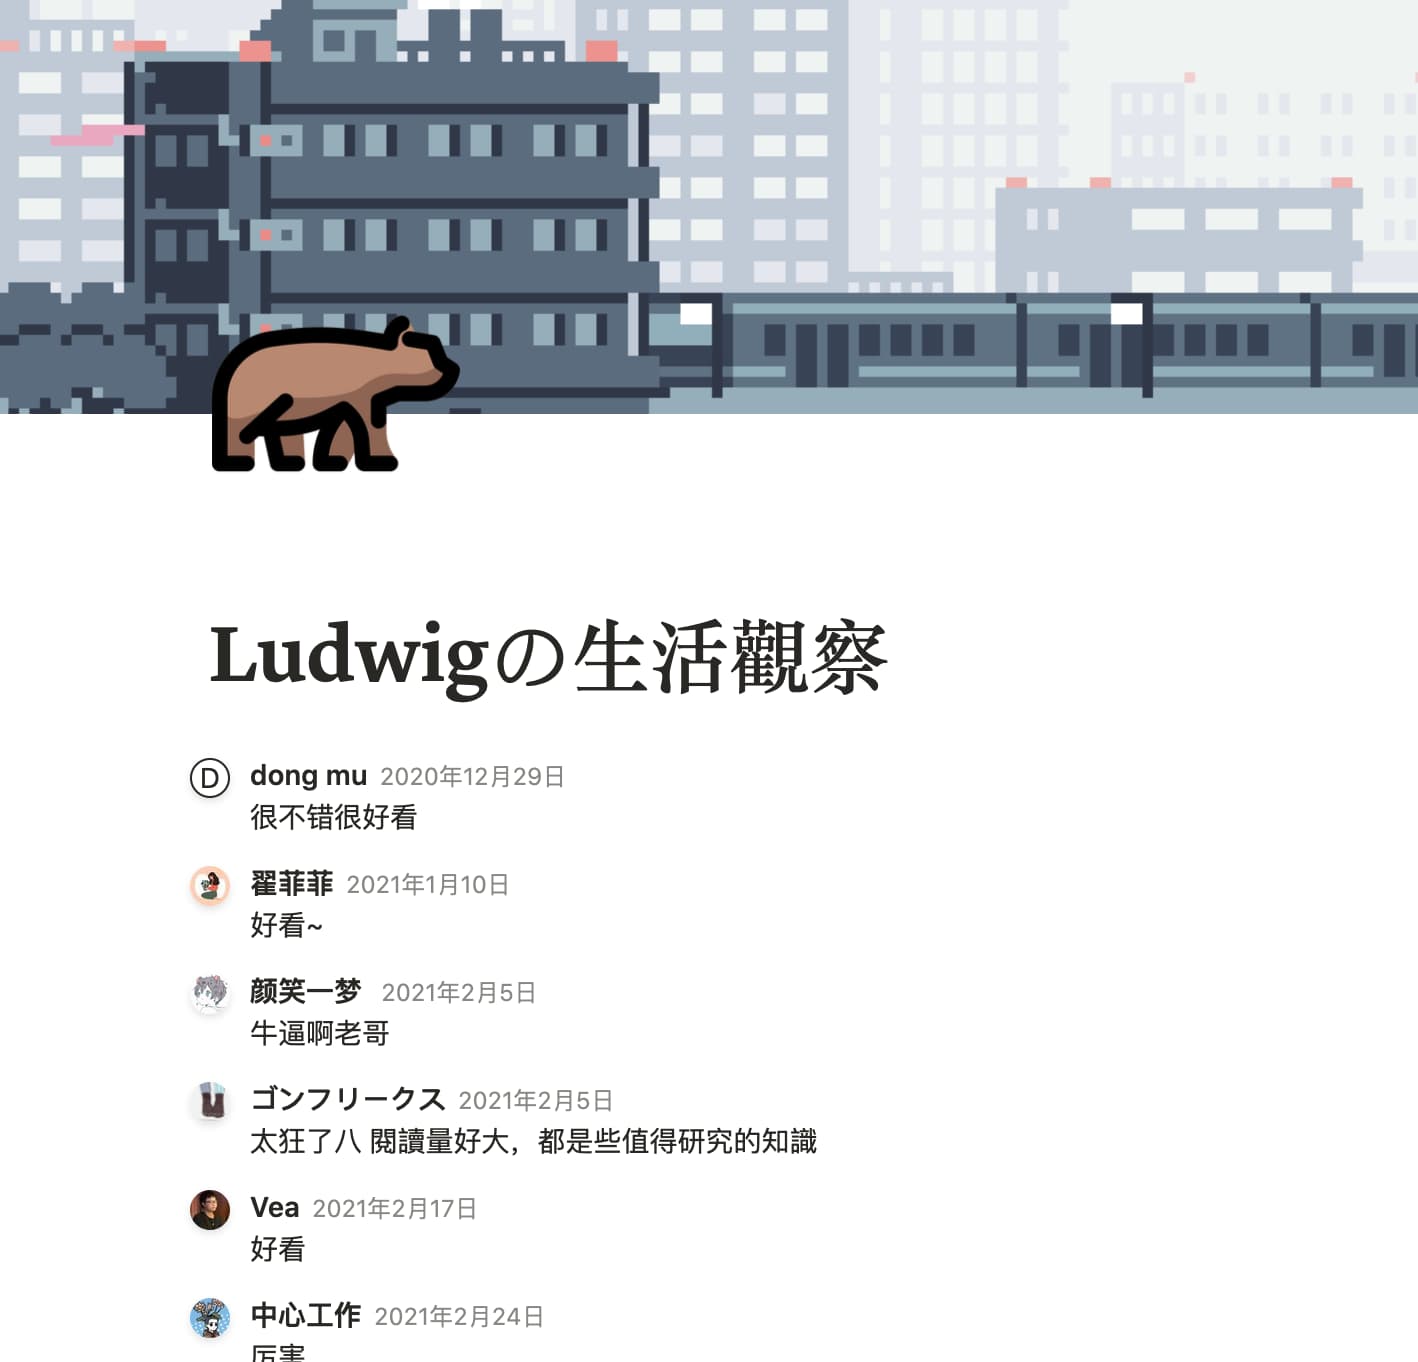 Ludwigの生活觀察
D
dong mu 2020年12月29日
很不错很好看
翟菲菲 2021年1月10日
好看~
颜笑一梦 2021年2月5日
牛逼啊老哥
ゴンフリークス 2021年2月5日
太狂了八 閱讀量好大，都是些值得研究的知識
Vea 2021年2月17日
好看
中心工作 2021年2月24日
厉害